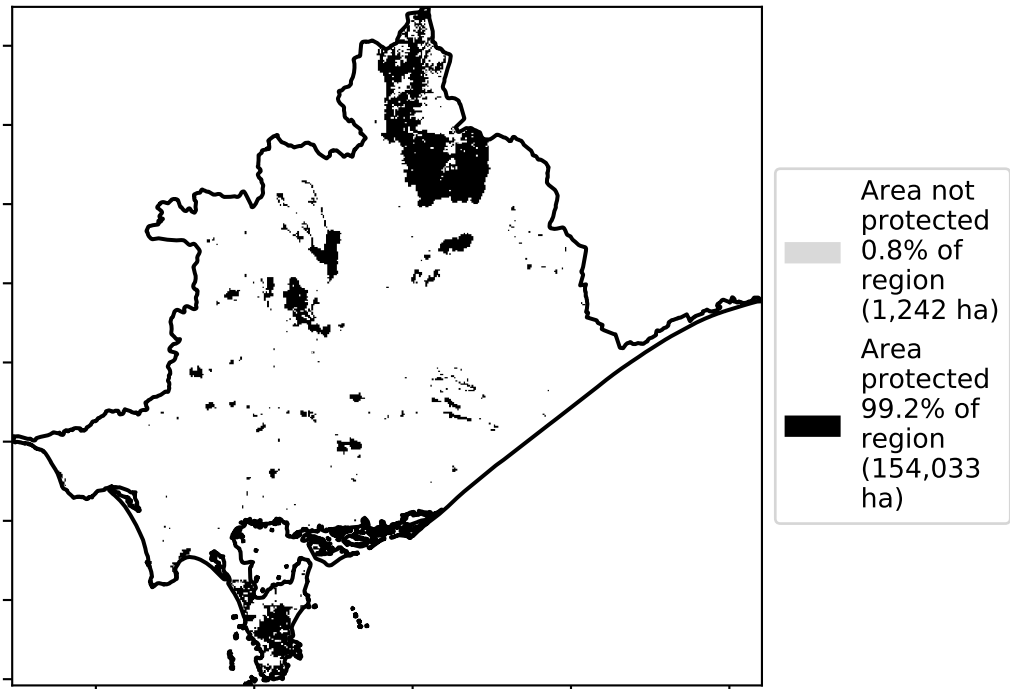 Area not
protected
0.8% of
region
(1,242 ha)
Area
protected
99.2% of
region
(154,033
ha)